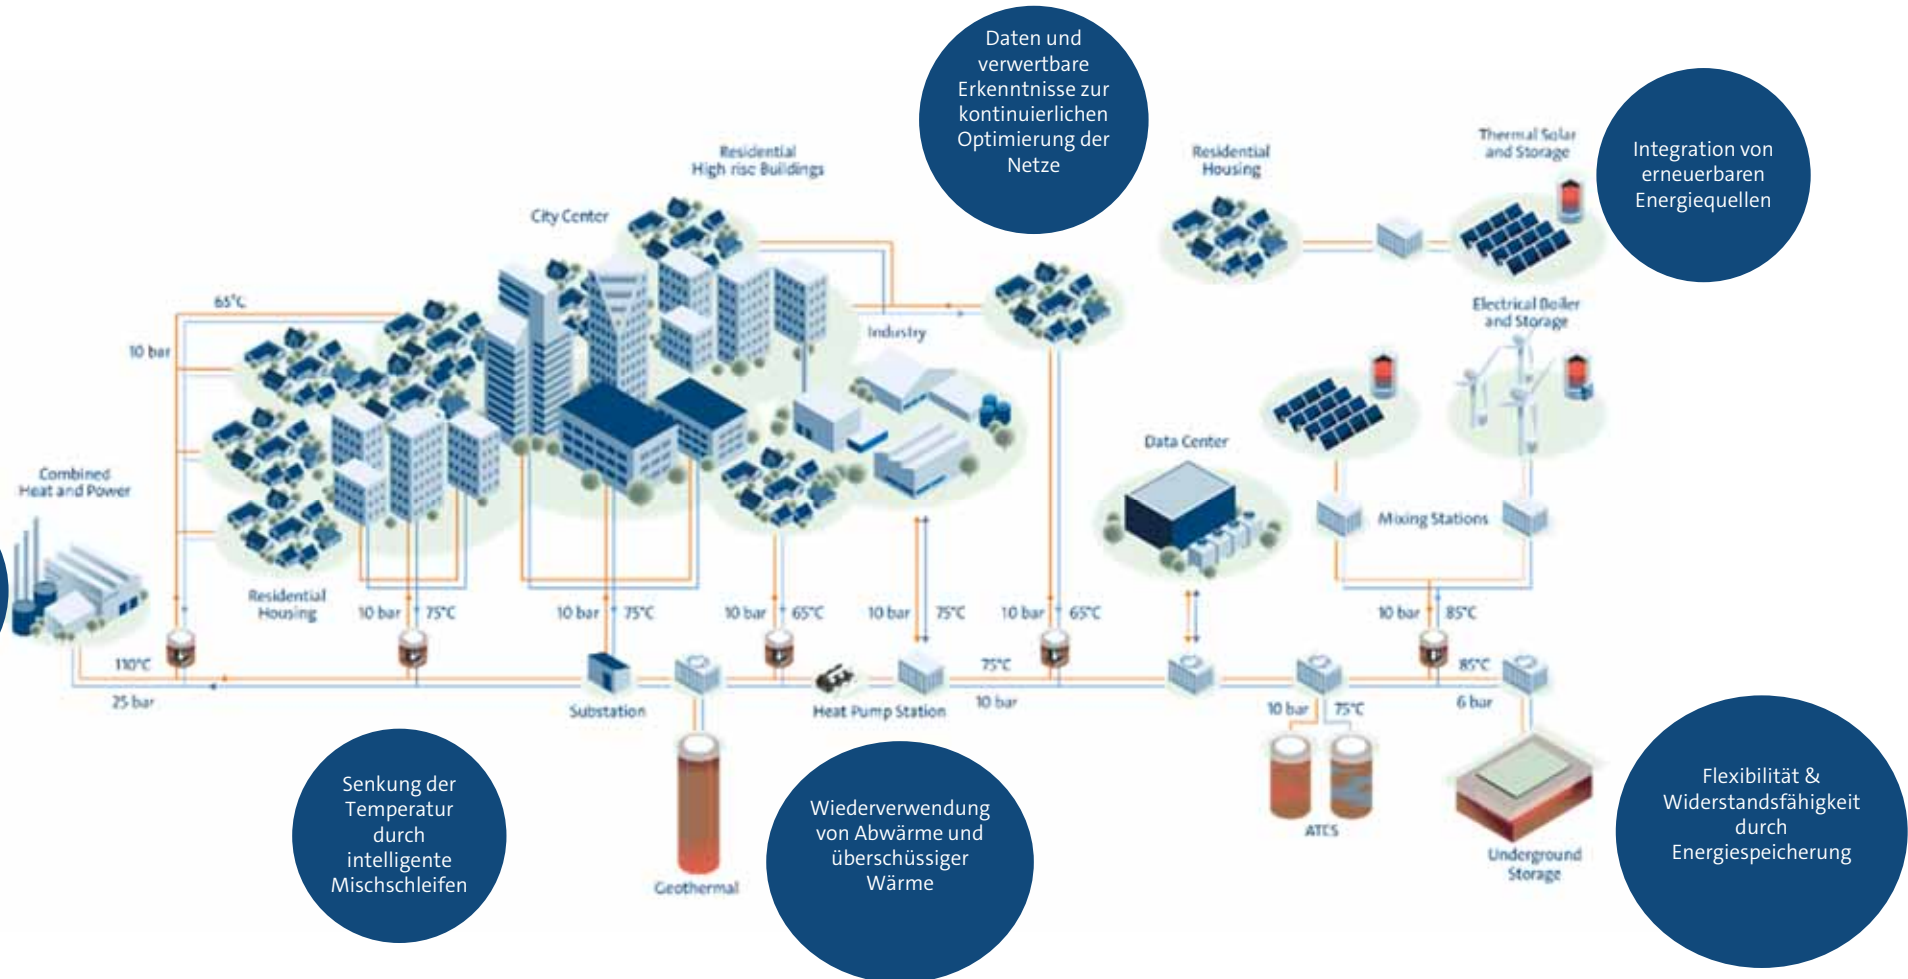 Daten und
verwertbare
Erkenntnisse zur
kontinuierlichen
Optimierung der
Netze
Integration von
erneuerbaren
Energiequellen
Thermal Solar
and Storage
Residential
Housing
Residential
High rise Buildings
City Center
Electrical Boiler
and Storage
65°C
10 bar
Industry
Data Center
Combined
Heat and Power
Mixing Stations
Residential
Housing
10 bar 75°C
10 bar 75°C
10 bar 65°C
10 bar 75°C
10 bar 65°C
10 bar 85°C
110°C
25 bar
75°C
10 bar
85°C
6 bar
Substation
Heat Pump Station
10 bar 75°C
Geothermal
ATES
Underground
Storage
Senkung der
Temperatur
durch
intelligente
Mischschleifen
Wiederverwendung
von Abwärme und
überschüssiger
Wärme
Flexibilität &
Widerstandsfähigkeit
durch
Energiespeicherung